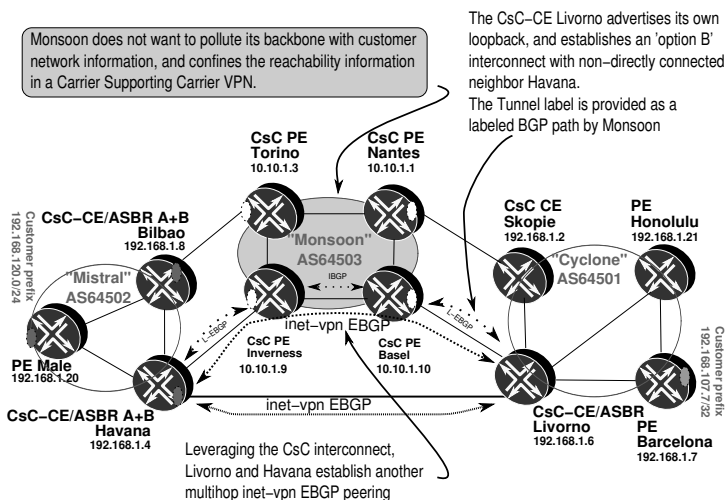 Monsoon does not want to pollute its backbone with customer
network information, and confines the reachability information
in a Carrier Supporting Carrier VPN.
The CsC−CE Livorno advertises its own
loopback, and establishes an 'option B'
interconnect with non−directly connected
neighbor Havana.
The Tunnel label is provided as a
labeled BGP path by Monsoon
CsC PE
Torino
10.10.1.3
CsC PE
Nantes
10.10.1.1
CsC−CE/ASBR A+B
Bilbao
192.168.1.8
CsC CE
Skopie
192.168.1.2
PE
Honolulu
192.168.1.21
Customer prefix
192.168.120.0/24
"Mistral"
AS64502
"Monsoon"
AS64503
IBGP
"Cyclone"
AS64501
L−EBGP
L−EBGP
inet−vpn EBGP
PE Male
192.168.1.20
CsC PE
Inverness
10.10.1.9
CsC PE
Basel
10.10.1.10
Customer prefix
192.168.107.7/32
CsC−CE/ASBR A+B
Havana
192.168.1.4
inet−vpn EBGP
CsC−CE/ASBR
Livorno
192.168.1.6
PE
Barcelona
192.168.1.7
Leveraging the CsC interconnect,
Livorno and Havana establish another
multihop inet−vpn EBGP peering